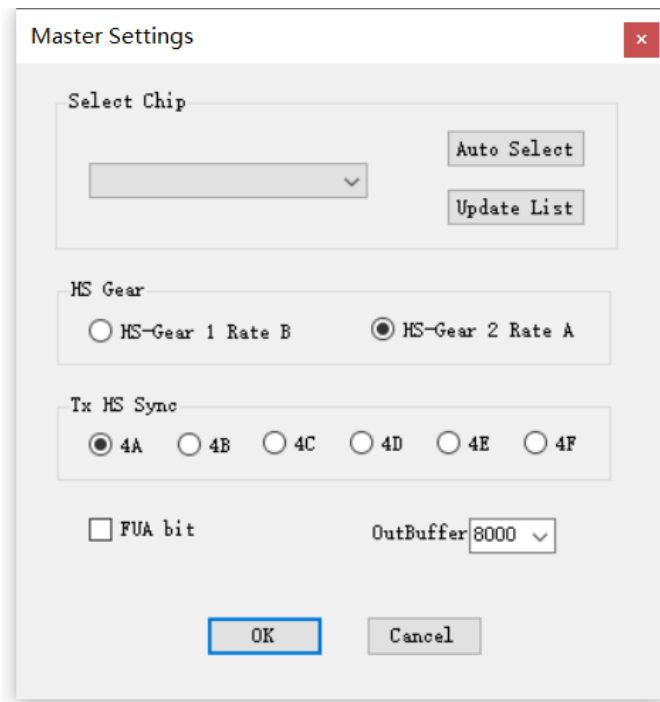 Master Settings
×
Select Chip
Auto Select
Update List
HS Gear
HS-Gear 1 Rate B
HS-Gear 2 Rate A
Tx HS Sync
4A 4B 4C 4D 4E 4F
FUA bit
OutBuffer 8000
OK
Cancel